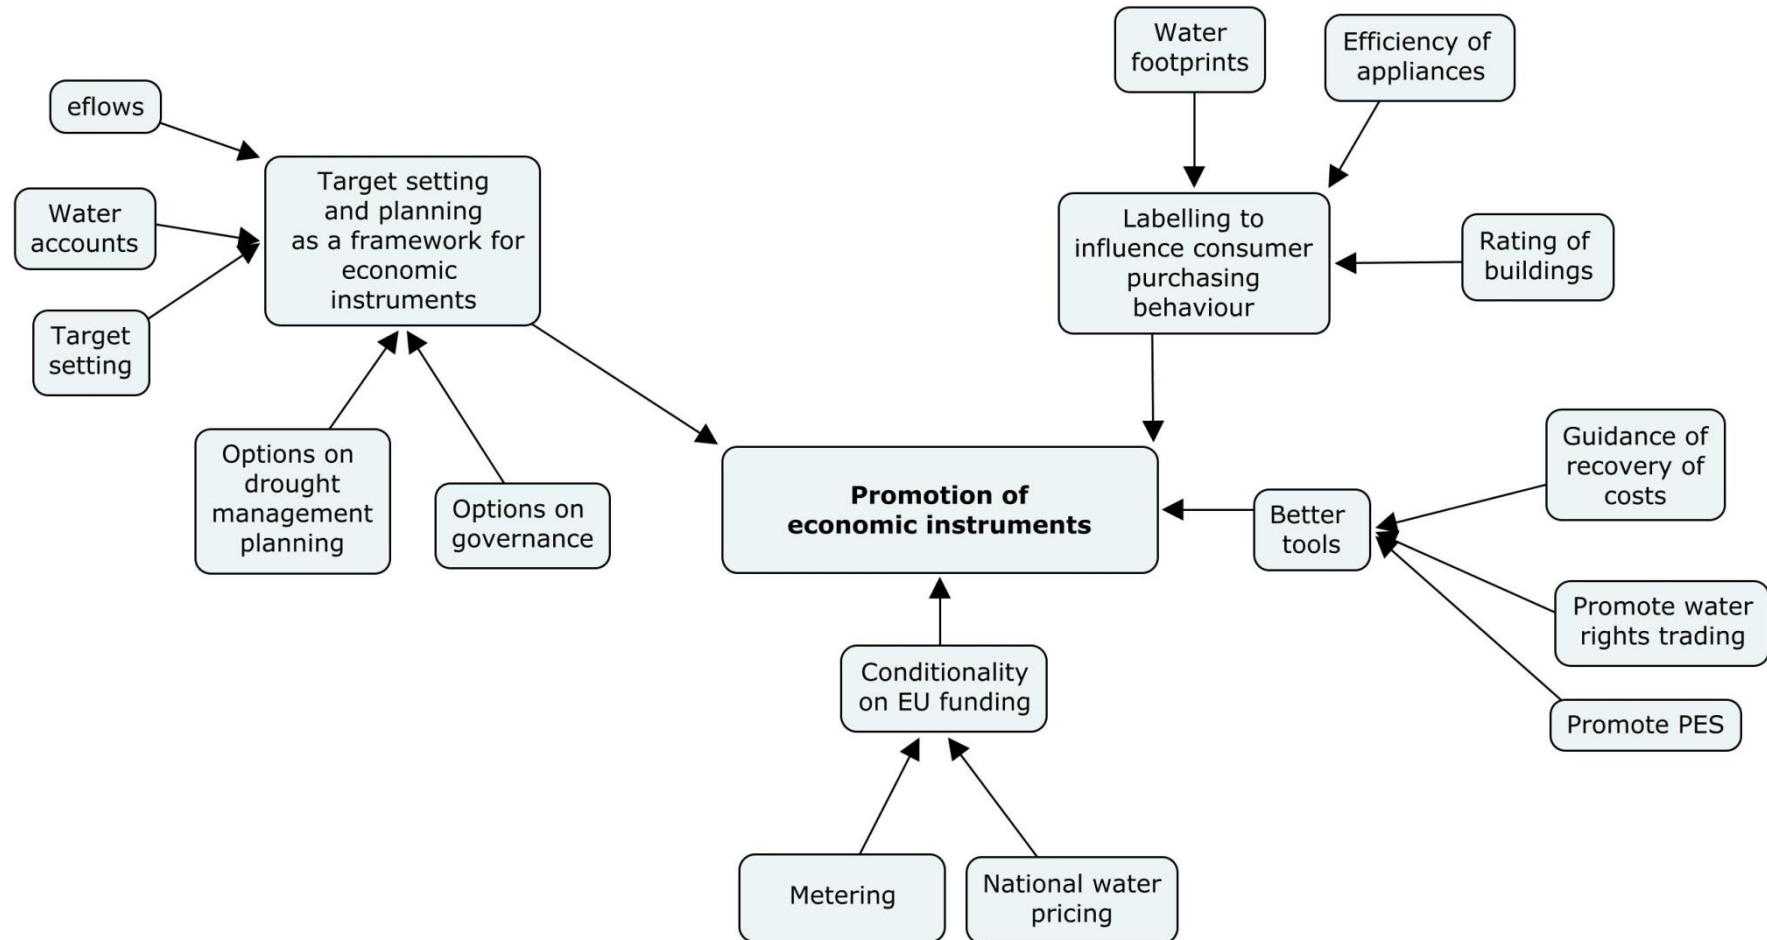 Water
footprints
Efficiency of
appliances
eflows
Target setting
and planning
as a framework for
economic
instruments
Water
accounts
Target
setting
Labelling to
influence consumer
purchasing
behaviour
Rating of
buildings
Options on
drought
management
planning
Options on
governance
Promotion of
economic instruments
Better
tools
Guidance of
recovery of
costs
Promote water
rights trading
Promote PES
Conditionality
on EU funding
Metering
National water
pricing